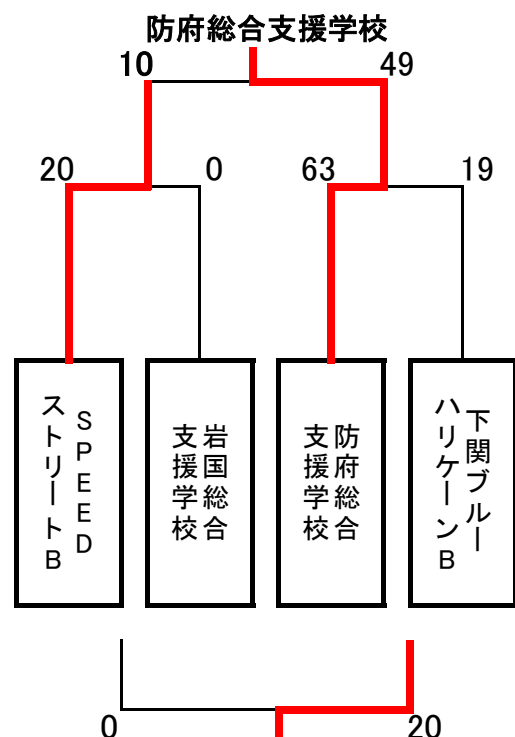 防府総合支援学校
10
49
20
0
63
19
SPEED
ストリートB
岩国総合
支援学校
防府総合
支援学校
下関ブルー
ハリケーンB
0
20